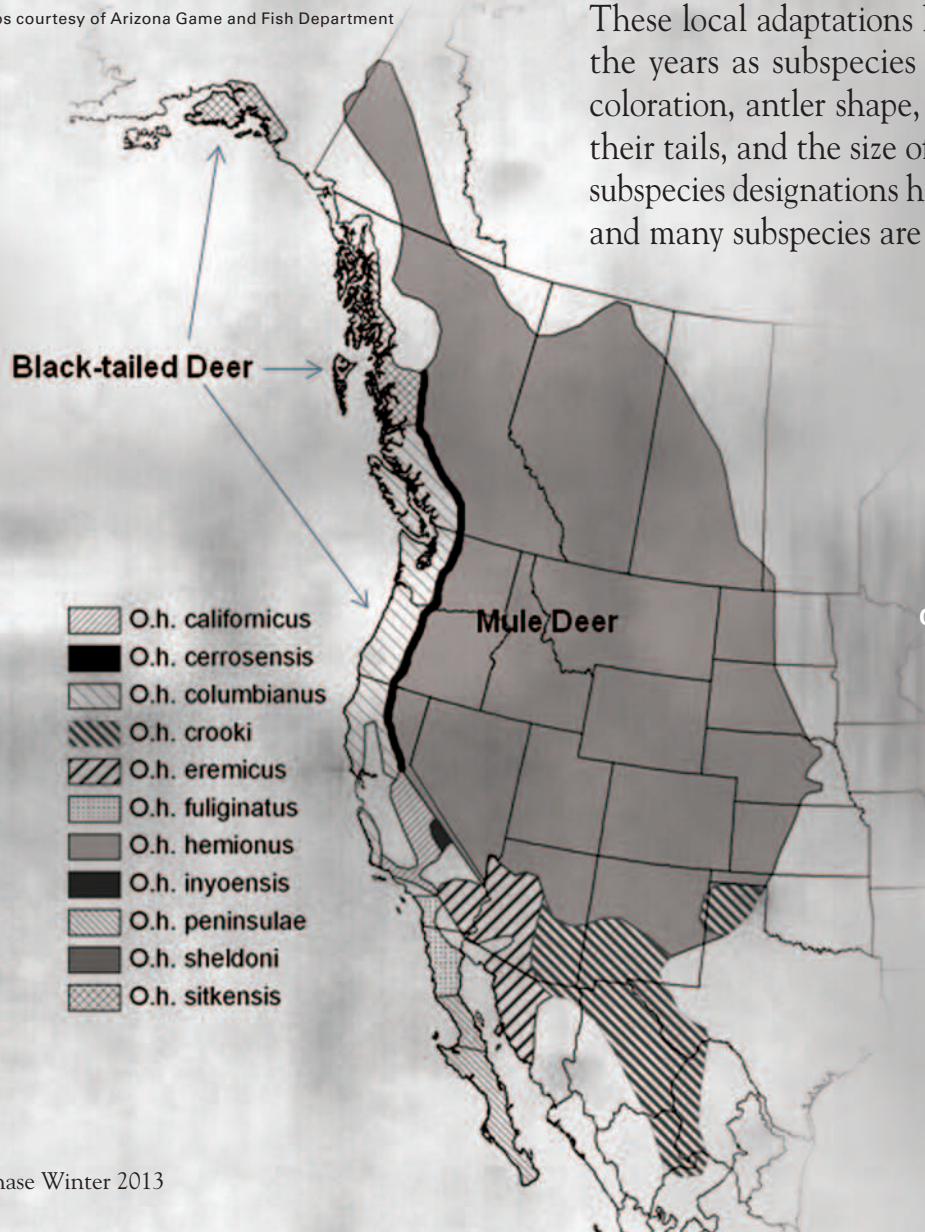 os courtesy of Arizona Game and Fish Department
These local adaptations
the years as subspecies
coloration, antler shape,
their tails, and the size of
subspecies designations
and many subspecies are
Black-tailed Deer
Mule Deer
O.h. californicus
O.h. cerrosensis
O.h. columbianus
O.h. crooki
O.h. eremicus
O.h. fuliginatus
O.h. hemionus
O.h. inyoensis
O.h. peninsulae
O.h. sheldoni
O.h. sitkensis
hase Winter 2013